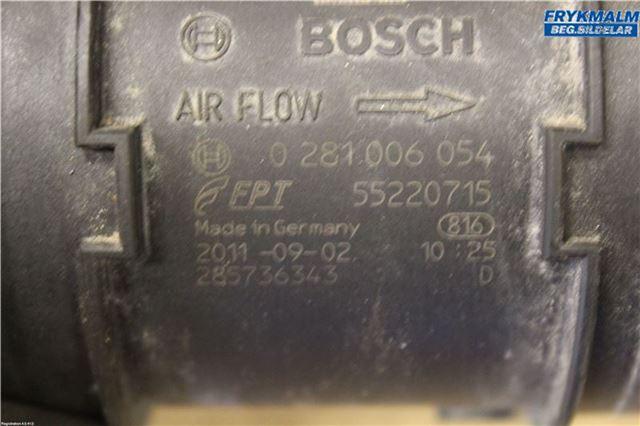 FRYKMALM
BEG.BILDELAR
BOSCH
AIR FLOW
0 281 006 054
FPT 55220715
Made in Germany 816
2011-09-02 10:25
285736343 D